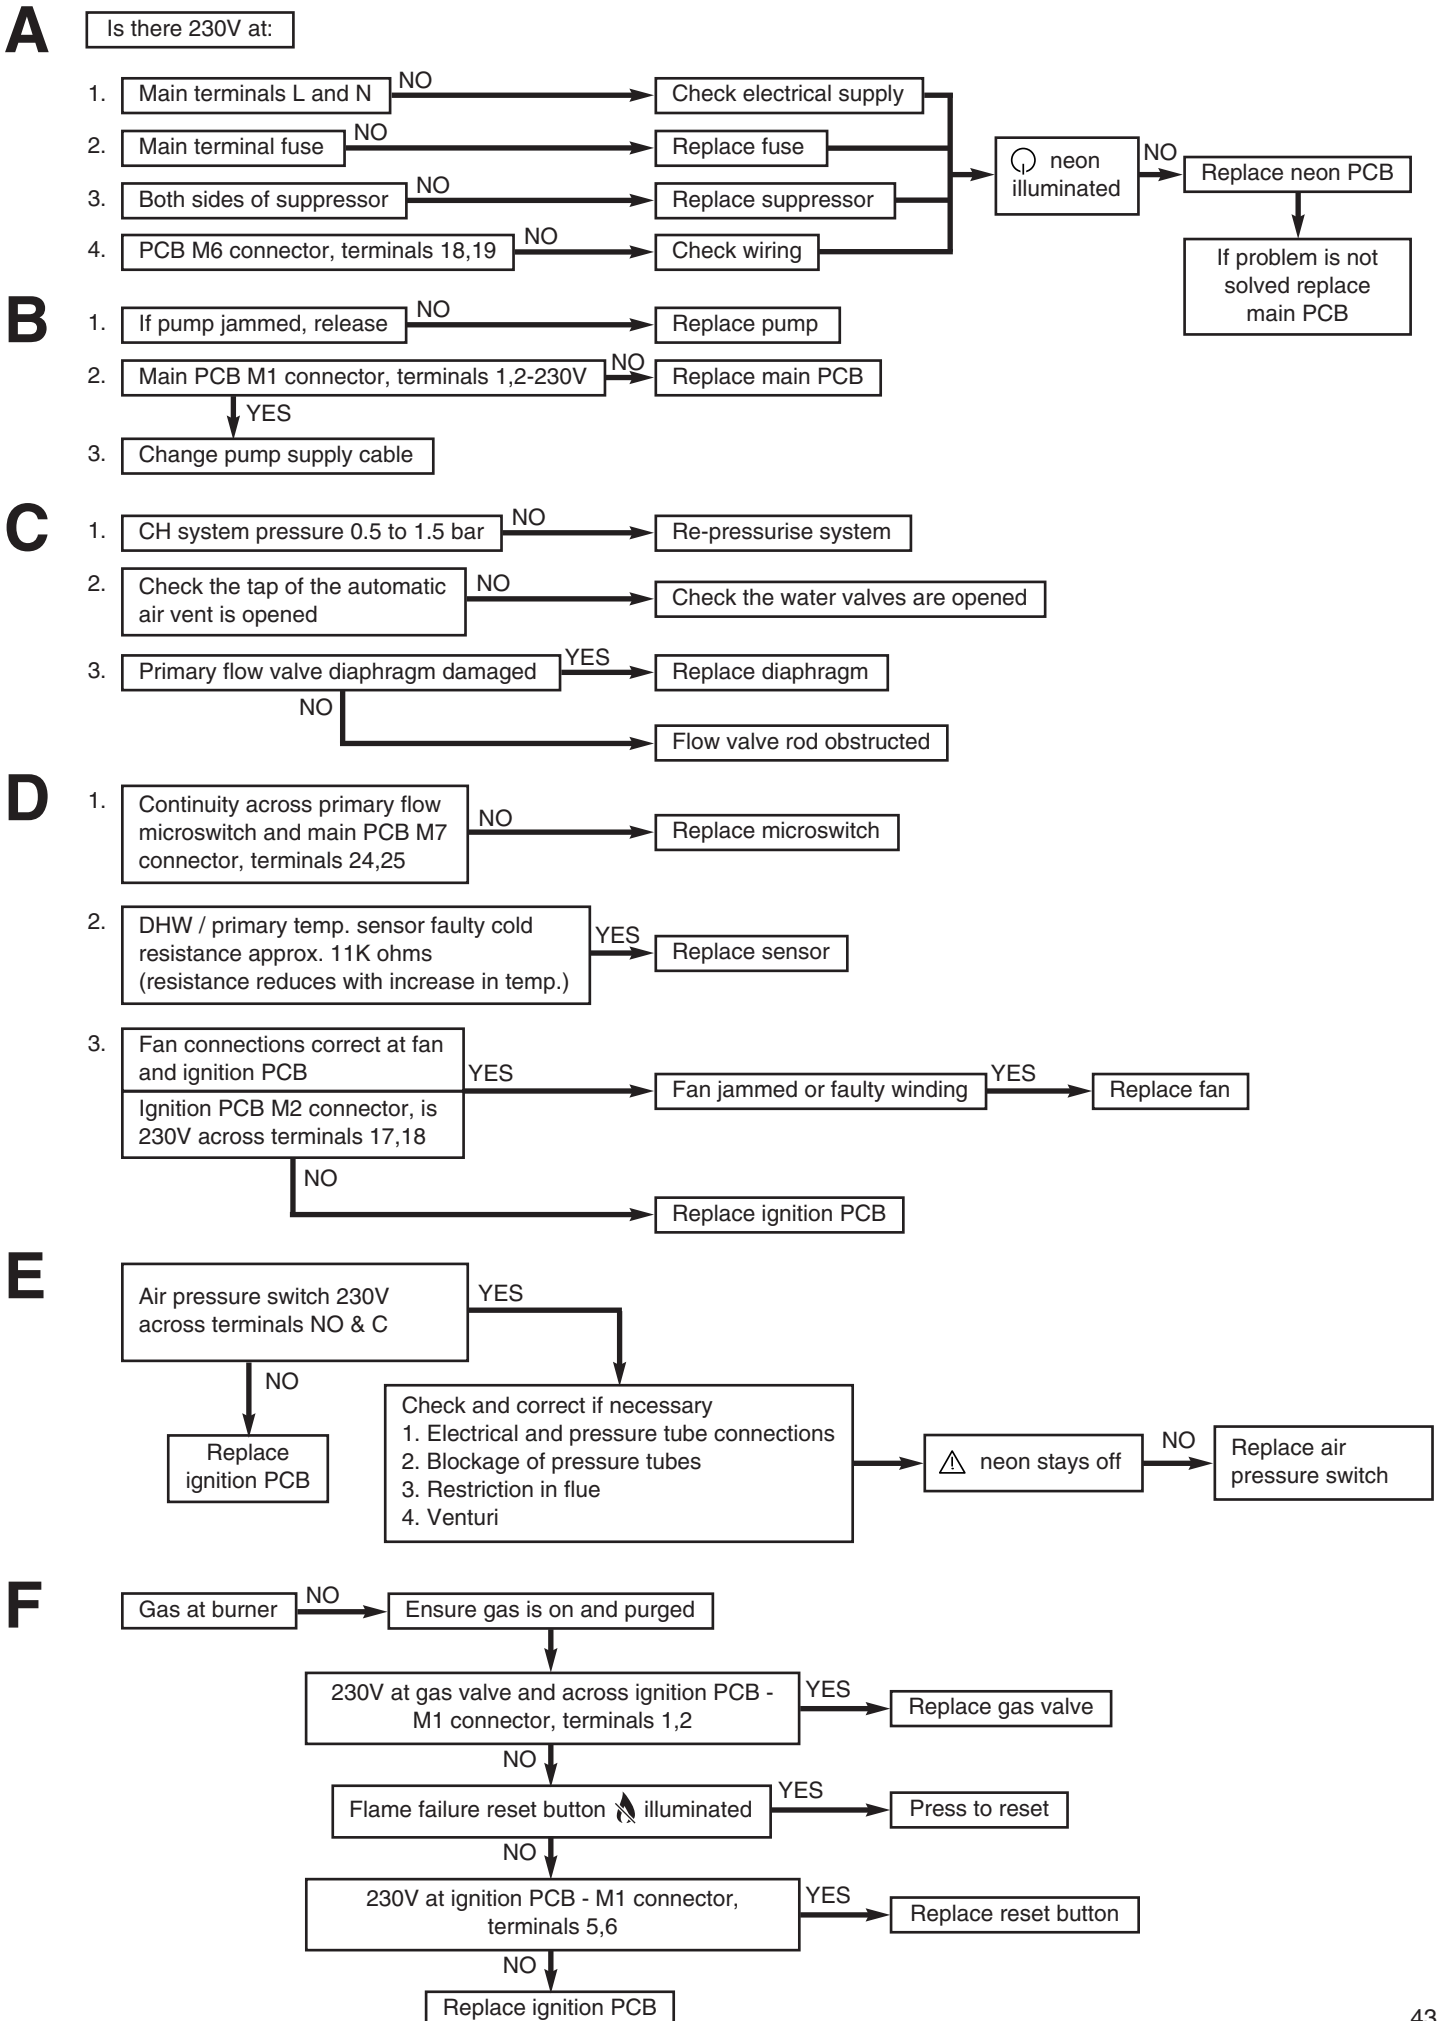 A
Is there 230V at:
1. Main terminals L and N
NO
Check electrical supply
2. Main terminal fuse
NO
Replace fuse
3. Both sides of suppressor
NO
Replace suppressor
4. PCB M6 connector, terminals 18,19
NO
Check wiring
neon
illuminated
NO
Replace neon PCB
If problem is not
solved replace
main PCB
B
1. If pump jammed, release
NO
Replace pump
2. Main PCB M1 connector, terminals 1,2-230V
NO
Replace main PCB
YES
3. Change pump supply cable
C
1. CH system pressure 0.5 to 1.5 bar
NO
Re-pressurise system
2. Check the tap of the automatic
air vent is opened
NO
Check the water valves are opened
3. Primary flow valve diaphragm damaged
YES
Replace diaphragm
NO
Flow valve rod obstructed
D
1. Continuity across primary flow
microswitch and main PCB M7
connector, terminals 24,25
NO
Replace microswitch
2. DHW / primary temp. sensor faulty cold
resistance approx. 11K ohms
(resistance reduces with increase in temp.)
YES
Replace sensor
3. Fan connections correct at fan
and ignition PCB
Ignition PCB M2 connector, is
230V across terminals 17,18
YES
Fan jammed or faulty winding
YES
Replace fan
NO
Replace ignition PCB
E
Air pressure switch 230V
across terminals NO & C
YES
NO
Replace
ignition PCB
Check and correct if necessary
1. Electrical and pressure tube connections
2. Blockage of pressure tubes
3. Restriction in flue
4. Venturi
neon stays off
NO
Replace air
pressure switch
F
Gas at burner
NO
Ensure gas is on and purged
230V at gas valve and across ignition PCB -
M1 connector, terminals 1,2
YES
Replace gas valve
NO
Flame failure reset button illuminated
YES
Press to reset
NO
230V at ignition PCB - M1 connector,
terminals 5,6
YES
Replace reset button
NO
Replace ignition PCB
43